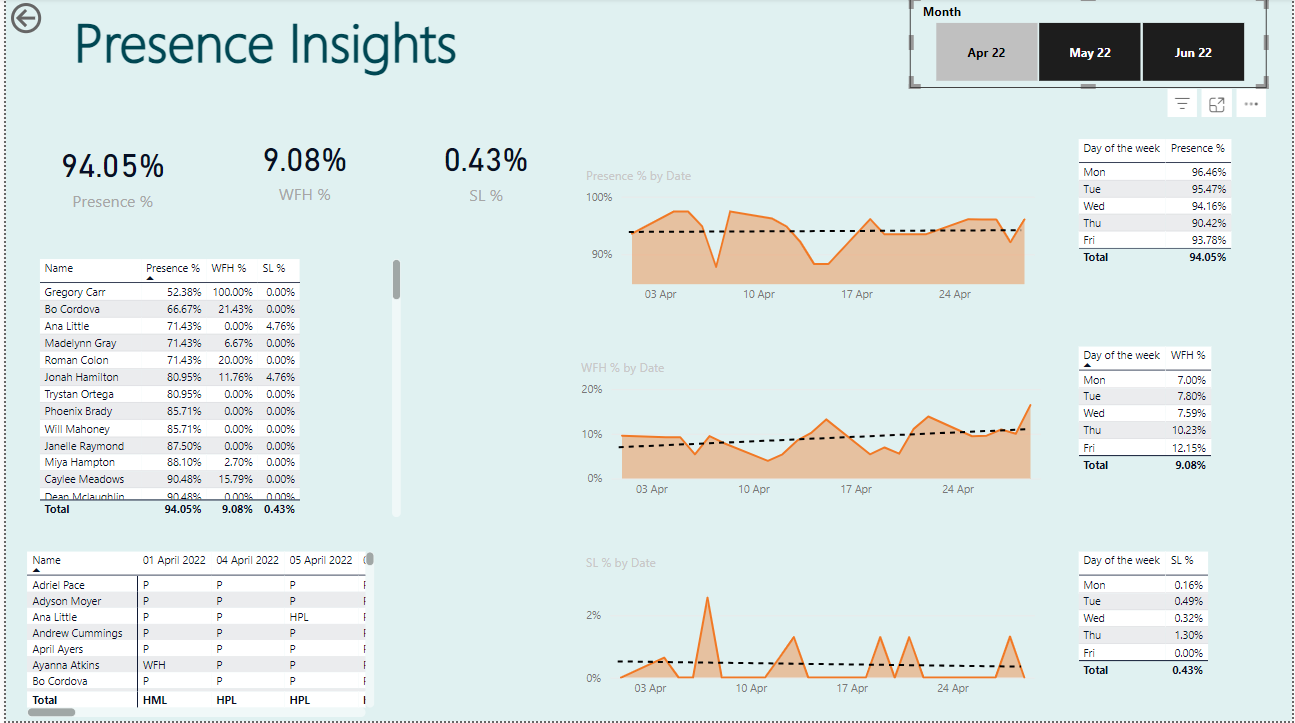 Presence Insights
Month
Apr 22 May 22 Jun 22
94.05%
Presence %
9.08%
WFH %
0.43%
SL %
Name Presence % WFH % SL %
Gregory Carr 52.38% 100.00% 0.00%
Bo Cordova 66.67% 21.43% 0.00%
Ana Little 71.43% 0.00% 4.76%
Madelynn Gray 71.43% 6.67% 0.00%
Roman Colon 71.43% 20.00% 0.00%
Jonah Hamilton 80.95% 11.76% 4.76%
Trystan Ortega 80.95% 0.00% 0.00%
Phoenix Brady 85.71% 0.00% 0.00%
Will Mahoney 85.71% 0.00% 0.00%
Janelle Raymond 87.50% 0.00% 0.00%
Miya Hampton 88.10% 2.70% 0.00%
Caylee Meadows 90.48% 15.79% 0.00%
Dean Mclaughlin 90.48% 0.00% 0.00%
Total 94.05% 9.08% 0.43%
Name 01 April 2022 04 April 2022 05 April 2022
Adriel Pace P P P
Adyson Moyer P P P
Ana Little P P HPL
Andrew Cummings P P P
April Ayers P P P
Ayanna Atkins WFH P P
Bo Cordova P P P
Total HML HPL HPL
Presence % by Date
100%
90%
03 Apr 10 Apr 17 Apr 24 Apr
Day of the week Presence %
Mon 96.46%
Tue 95.47%
Wed 94.16%
Thu 90.42%
Fri 93.78%
Total 94.05%
WFH % by Date
20%
10%
0%
03 Apr 10 Apr 17 Apr 24 Apr
Day of the week WFH %
Mon 7.00%
Tue 7.80%
Wed 7.59%
Thu 10.23%
Fri 12.15%
Total 9.08%
SL % by Date
2%
0%
03 Apr 10 Apr 17 Apr 24 Apr
Day of the week SL %
Mon 0.16%
Tue 0.49%
Wed 0.32%
Thu 1.30%
Fri 0.00%
Total 0.43%